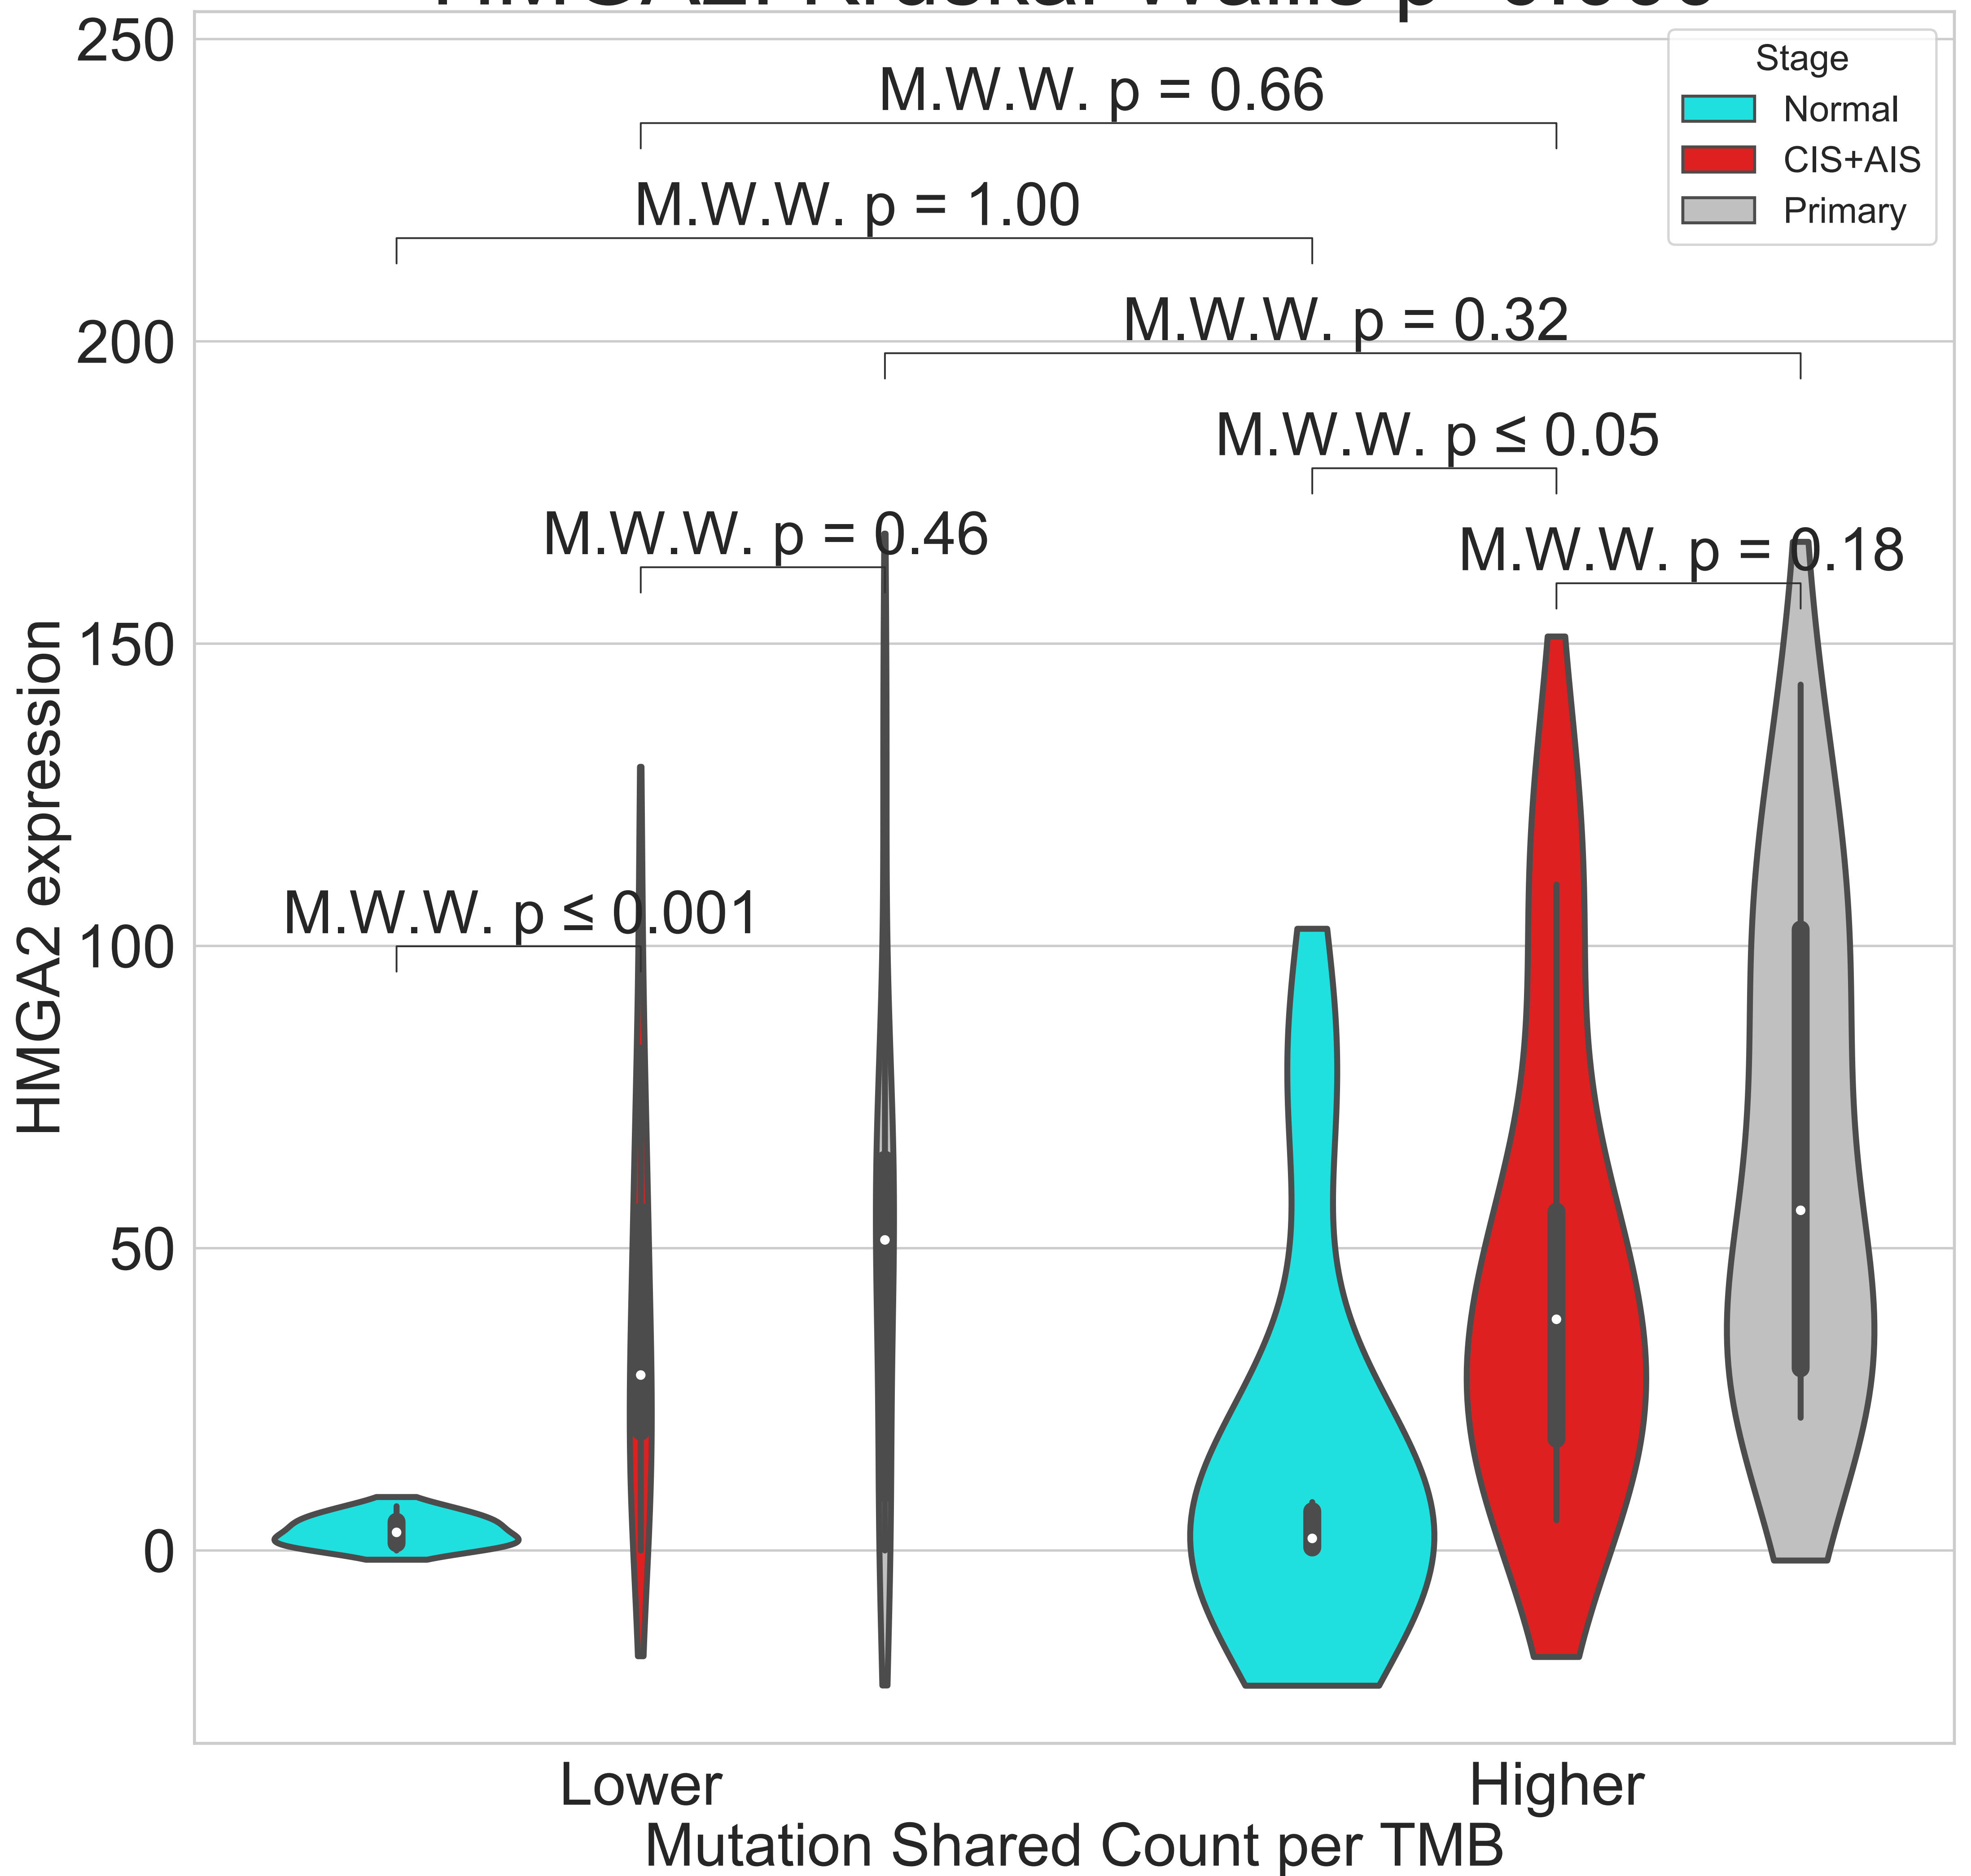 250
200
150
100
50
0
HMGA2 expression
M.W.W. p = 0.66
M.W.W. p = 1.00
M.W.W. p = 0.32
M.W.W. p ≤ 0.05
M.W.W. p = 0.46
M.W.W. p = 0.18
M.W.W. p ≤ 0.001
Stage
Normal
CIS+AIS
Primary
Lower
Higher
Mutation Shared Count per TMB